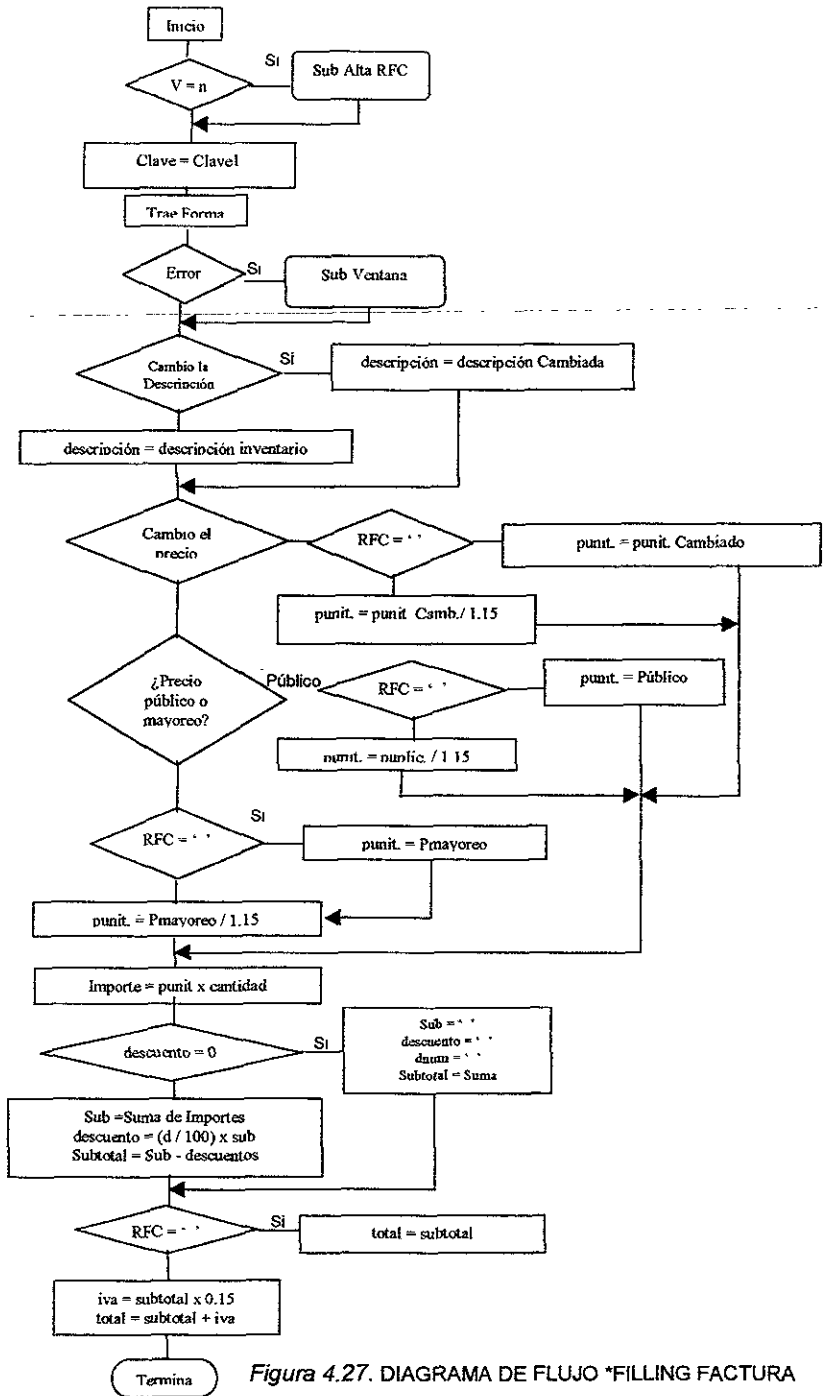 Inicio
Si
V = n
Sub Alta RFC
Clave = Clave1
Trae Forma
Error
Si
Sub Ventana
Cambio la
Descripción
Si
descripción = descripción Cambiada
descripción = descripción inventario
Cambio el
precio
RFC = ' '
punit. = punit. Cambiado
punit. = punit Camb./ 1.15
¿Precio
público o
mayoreo?
Público
RFC = ' '
punit. = Público
punit. = public. / 1 15
RFC = ' '
Si
punit. = Pmayoreo
punit. = Pmayoreo / 1.15
Importe = punit x cantidad
descuento = 0
Si
Sub = ' '
descuento = ' '
dnum = ' '
Subtotal = Suma
Sub =Suma de Importes
descuento = (d / 100) x sub
Subtotal = Sub - descuentos
RFC = ' '
Si
total = subtotal
iva = subtotal x 0.15
total = subtotal + iva
Termina
Figura 4.27. DIAGRAMA DE FLUJO *FILLING FACTURA